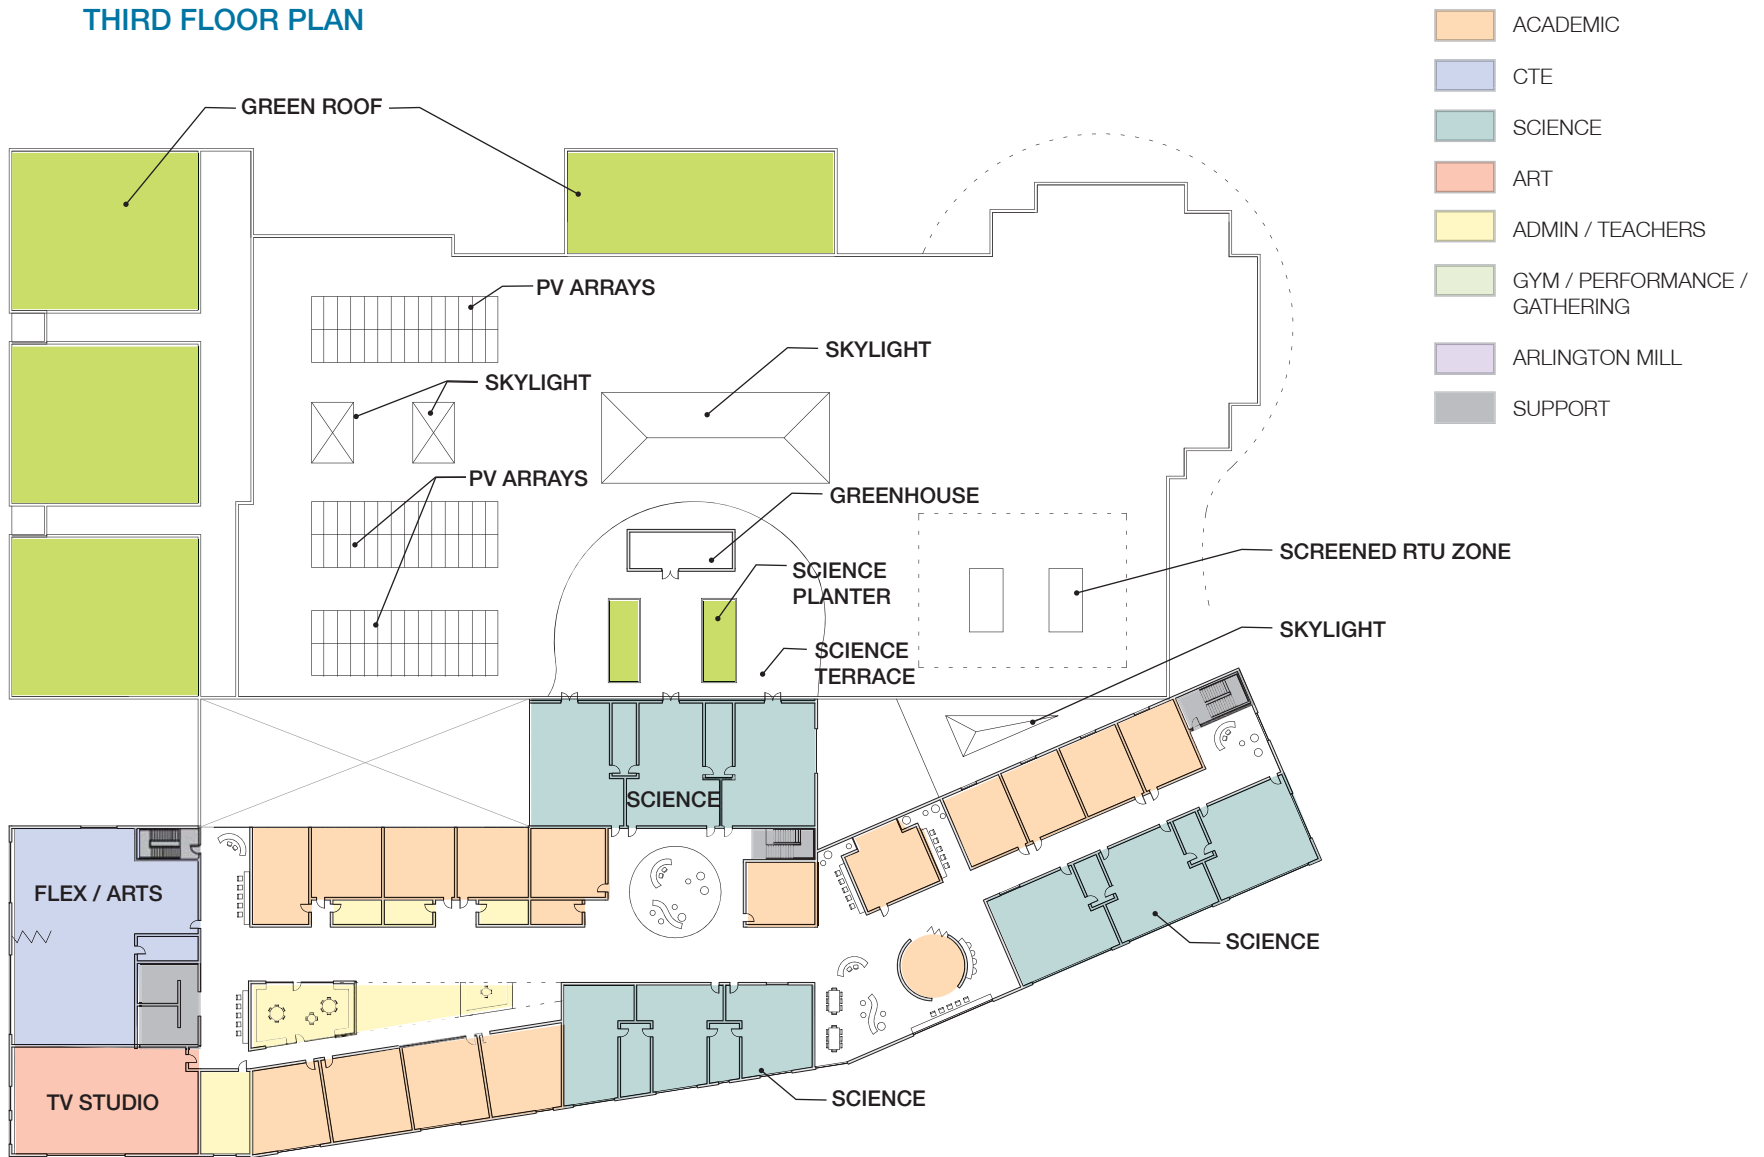 THIRD FLOOR PLAN
ACADEMIC
CTE
SCIENCE
ART
ADMIN / TEACHERS
GYM / PERFORMANCE /
GATHERING
ARLINGTON MILL
SUPPORT
GREEN ROOF
PV ARRAYS
SKYLIGHT
SKYLIGHT
PV ARRAYS
GREENHOUSE
SCIENCE
PLANTER
SCREENED RTU ZONE
SKYLIGHT
SCIENCE
TERRACE
SCIENCE
FLEX / ARTS
SCIENCE
TV STUDIO
SCIENCE